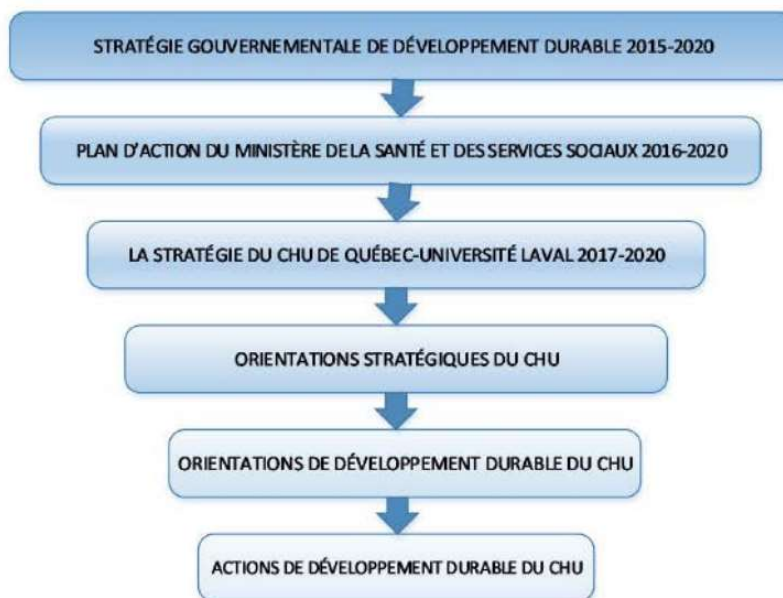 STRATÉGIE GOUVERNEMENTALE DE DÉVELOPPEMENT DURABLE 2015-2020
PLAN D'ACTION DU MINISTÈRE DE LA SANTÉ ET DES SERVICES SOCIAUX 2016-2020
LA STRATÉGIE DU CHU DE QUÉBEC-UNIVERSITÉ LAVAL 2017-2020
ORIENTATIONS STRATÉGIQUES DU CHU
ORIENTATIONS DE DÉVELOPPEMENT DURABLE DU CHU
ACTIONS DE DÉVELOPPEMENT DURABLE DU CHU